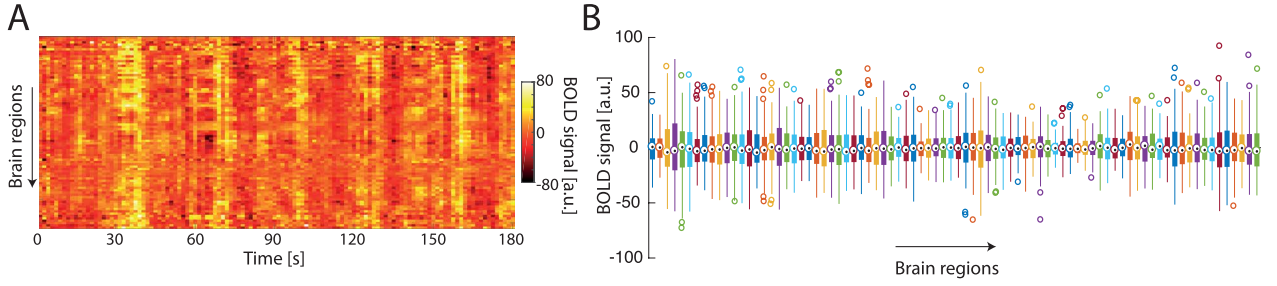 A
Brain regions
0 30 60 90 120 150 180
Time [s]
80
0
-80
BOLD signal [a.u.]
B
BOLD signal [a.u.]
100
50
0
-50
-100
Brain regions